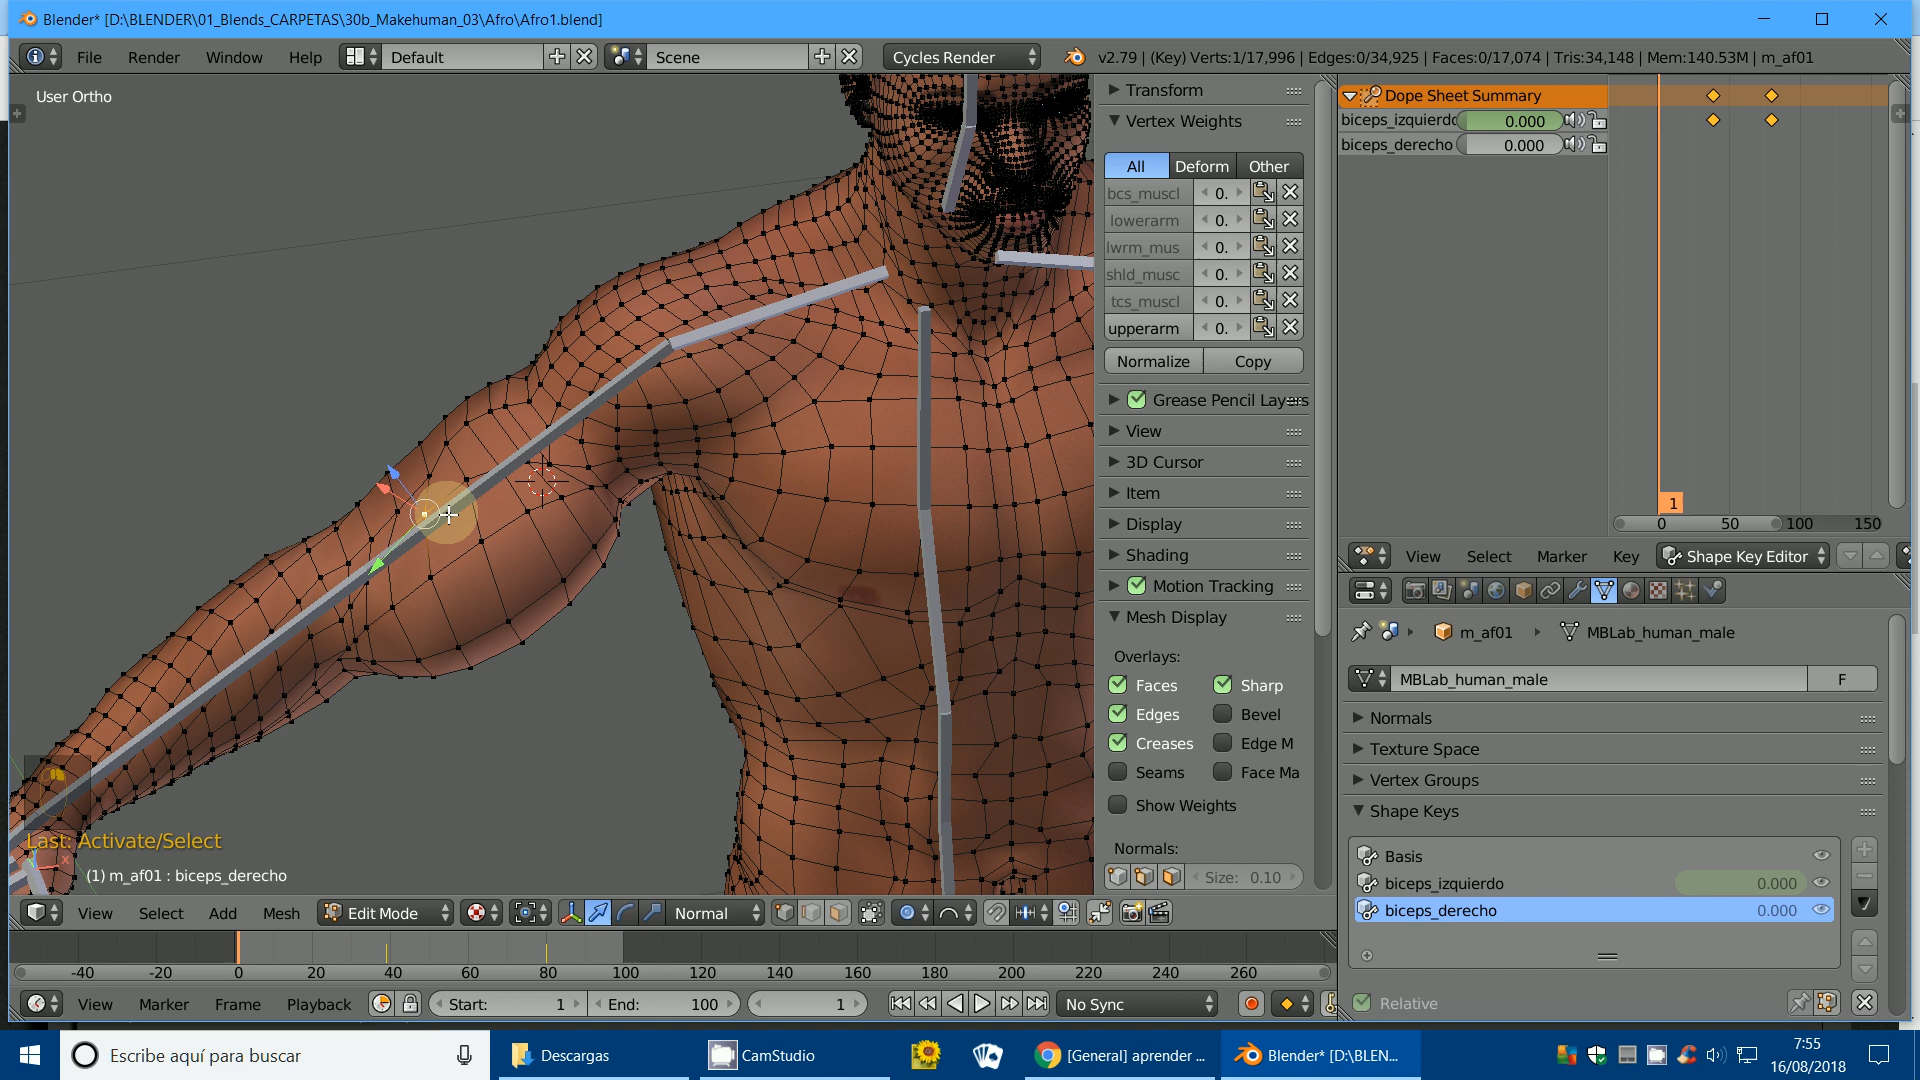 Blender* [D:\BLENDER\01_Blends_CARPETAS\30b_Makehuman_03\Afro\Afro1.blend]
File Render Window Help Default Scene Cycles Render v2.79 | (Key) Verts:1/17,996 | Edges:0/34,925 | Faces:0/17,074 | Tris:34,148 | Mem:140.53M | m_af01
User Ortho
Transform
Vertex Weights
All Deform Other
bcs_muscl 0.
lowerarm 0.
lwrm_mus 0.
shld_musc 0.
tcs_muscl 0.
upperarm 0.
Normalize Copy
Grease Pencil Layers
View
3D Cursor
Item
Display
Shading
Motion Tracking
Mesh Display
Overlays:
Faces Sharp
Edges Bevel
Creases Edge M
Seams Face Ma
Show Weights
Normals:
Size: 0.10
Last: Activate/Select
x
(1) m_af01 : biceps_derecho
View Select Add Mesh Edit Mode Normal
-40 -20 0 20 40 60 80 100 120 140 160 180 200 220 240 260
View Marker Frame Playback Start: 1 End: 100 1 No Sync
Dope Sheet Summary
biceps_izquierdo 0.000
biceps_derecho 0.000
1
0 50 100 150
View Select Marker Key Shape Key Editor
m_af01 MBLab_human_male
MBLab_human_male F
Normals
Texture Space
Vertex Groups
Shape Keys
Basis
biceps_izquierdo 0.000
biceps_derecho 0.000
Relative
Escribe aquí para buscar
Descargas
CamStudio
[General] aprender ...
Blender* [D:\BLEN...
7:55
16/08/2018